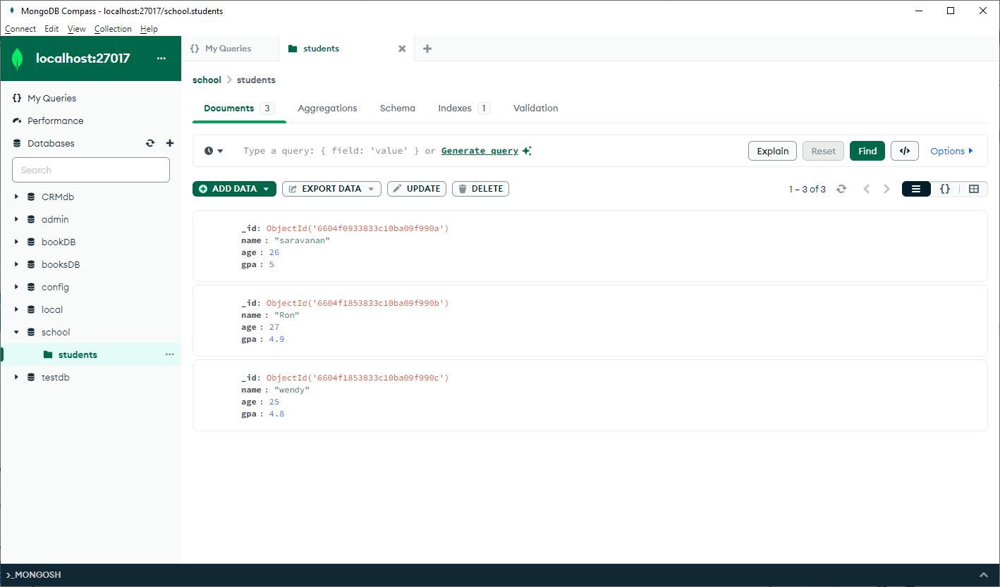 MongoDB Compass - localhost:27017/school.students
Connect Edit View Collection Help
localhost:27017 ...
{} My Queries
students
My Queries
Performance
Databases
Search
CRMdb
admin
bookDB
booksDB
config
local
school
students ...
testdb
school > students
Documents 3 Aggregations Schema Indexes 1 Validation
Type a query: { field: 'value' } or Generate query
Explain Reset Find </> Options
ADD DATA EXPORT DATA UPDATE DELETE
1 – 3 of 3 {}
_id: ObjectId('6604f0933833c10ba09f990a')
name : "saravanan"
age : 26
gpa : 5
_id: ObjectId('6604f1853833c10ba09f990b')
name : "Ron"
age : 27
gpa : 4.9
_id: ObjectId('6604f1853833c10ba09f990c')
name : "wendy"
age : 25
gpa : 4.8
>_MONGOSH